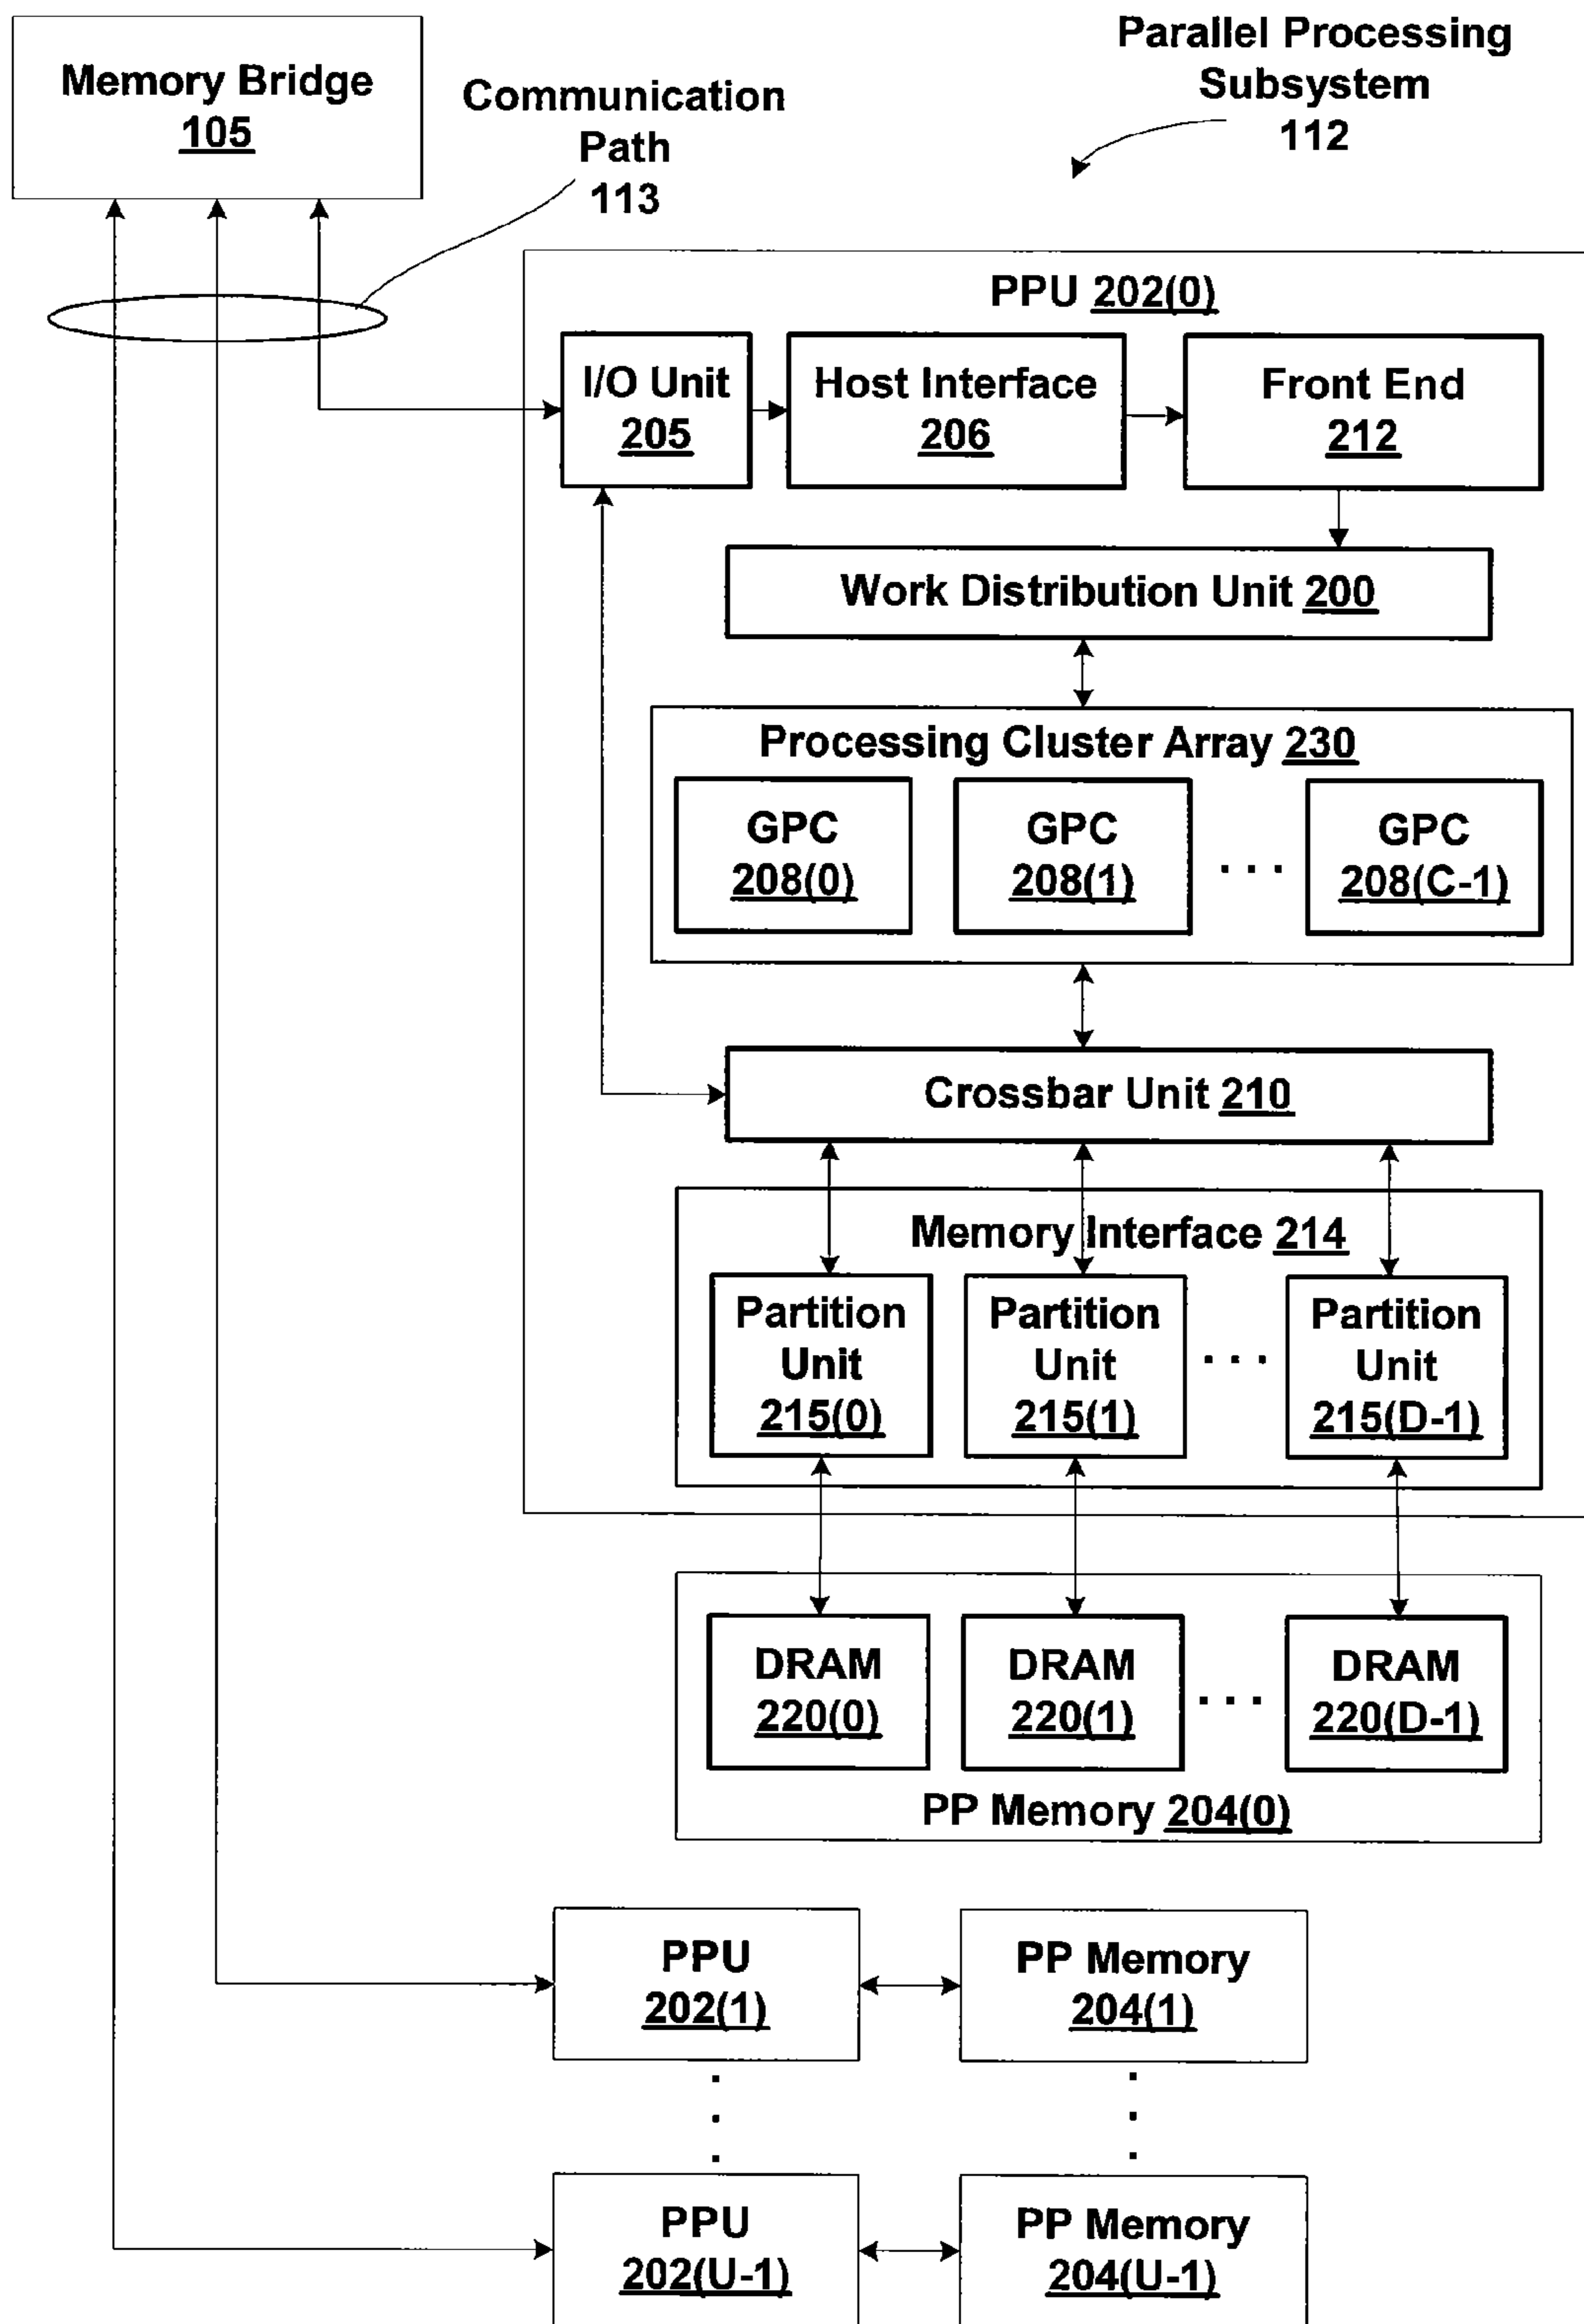 Memory Bridge
105
Communication
Path
113
Parallel Processing
Subsystem
112
PPU 202(0)
I/O Unit
205
Host Interface
206
Front End
212
Work Distribution Unit 200
Processing Cluster Array 230
GPC
208(0)
GPC
208(1)
. . .
GPC
208(C-1)
Crossbar Unit 210
Memory Interface 214
Partition
Unit
215(0)
Partition
Unit
215(1)
. . .
Partition
Unit
215(D-1)
DRAM
220(0)
DRAM
220(1)
. . .
DRAM
220(D-1)
PP Memory 204(0)
PPU
202(1)
PP Memory
204(1)
PPU
202(U-1)
PP Memory
204(U-1)